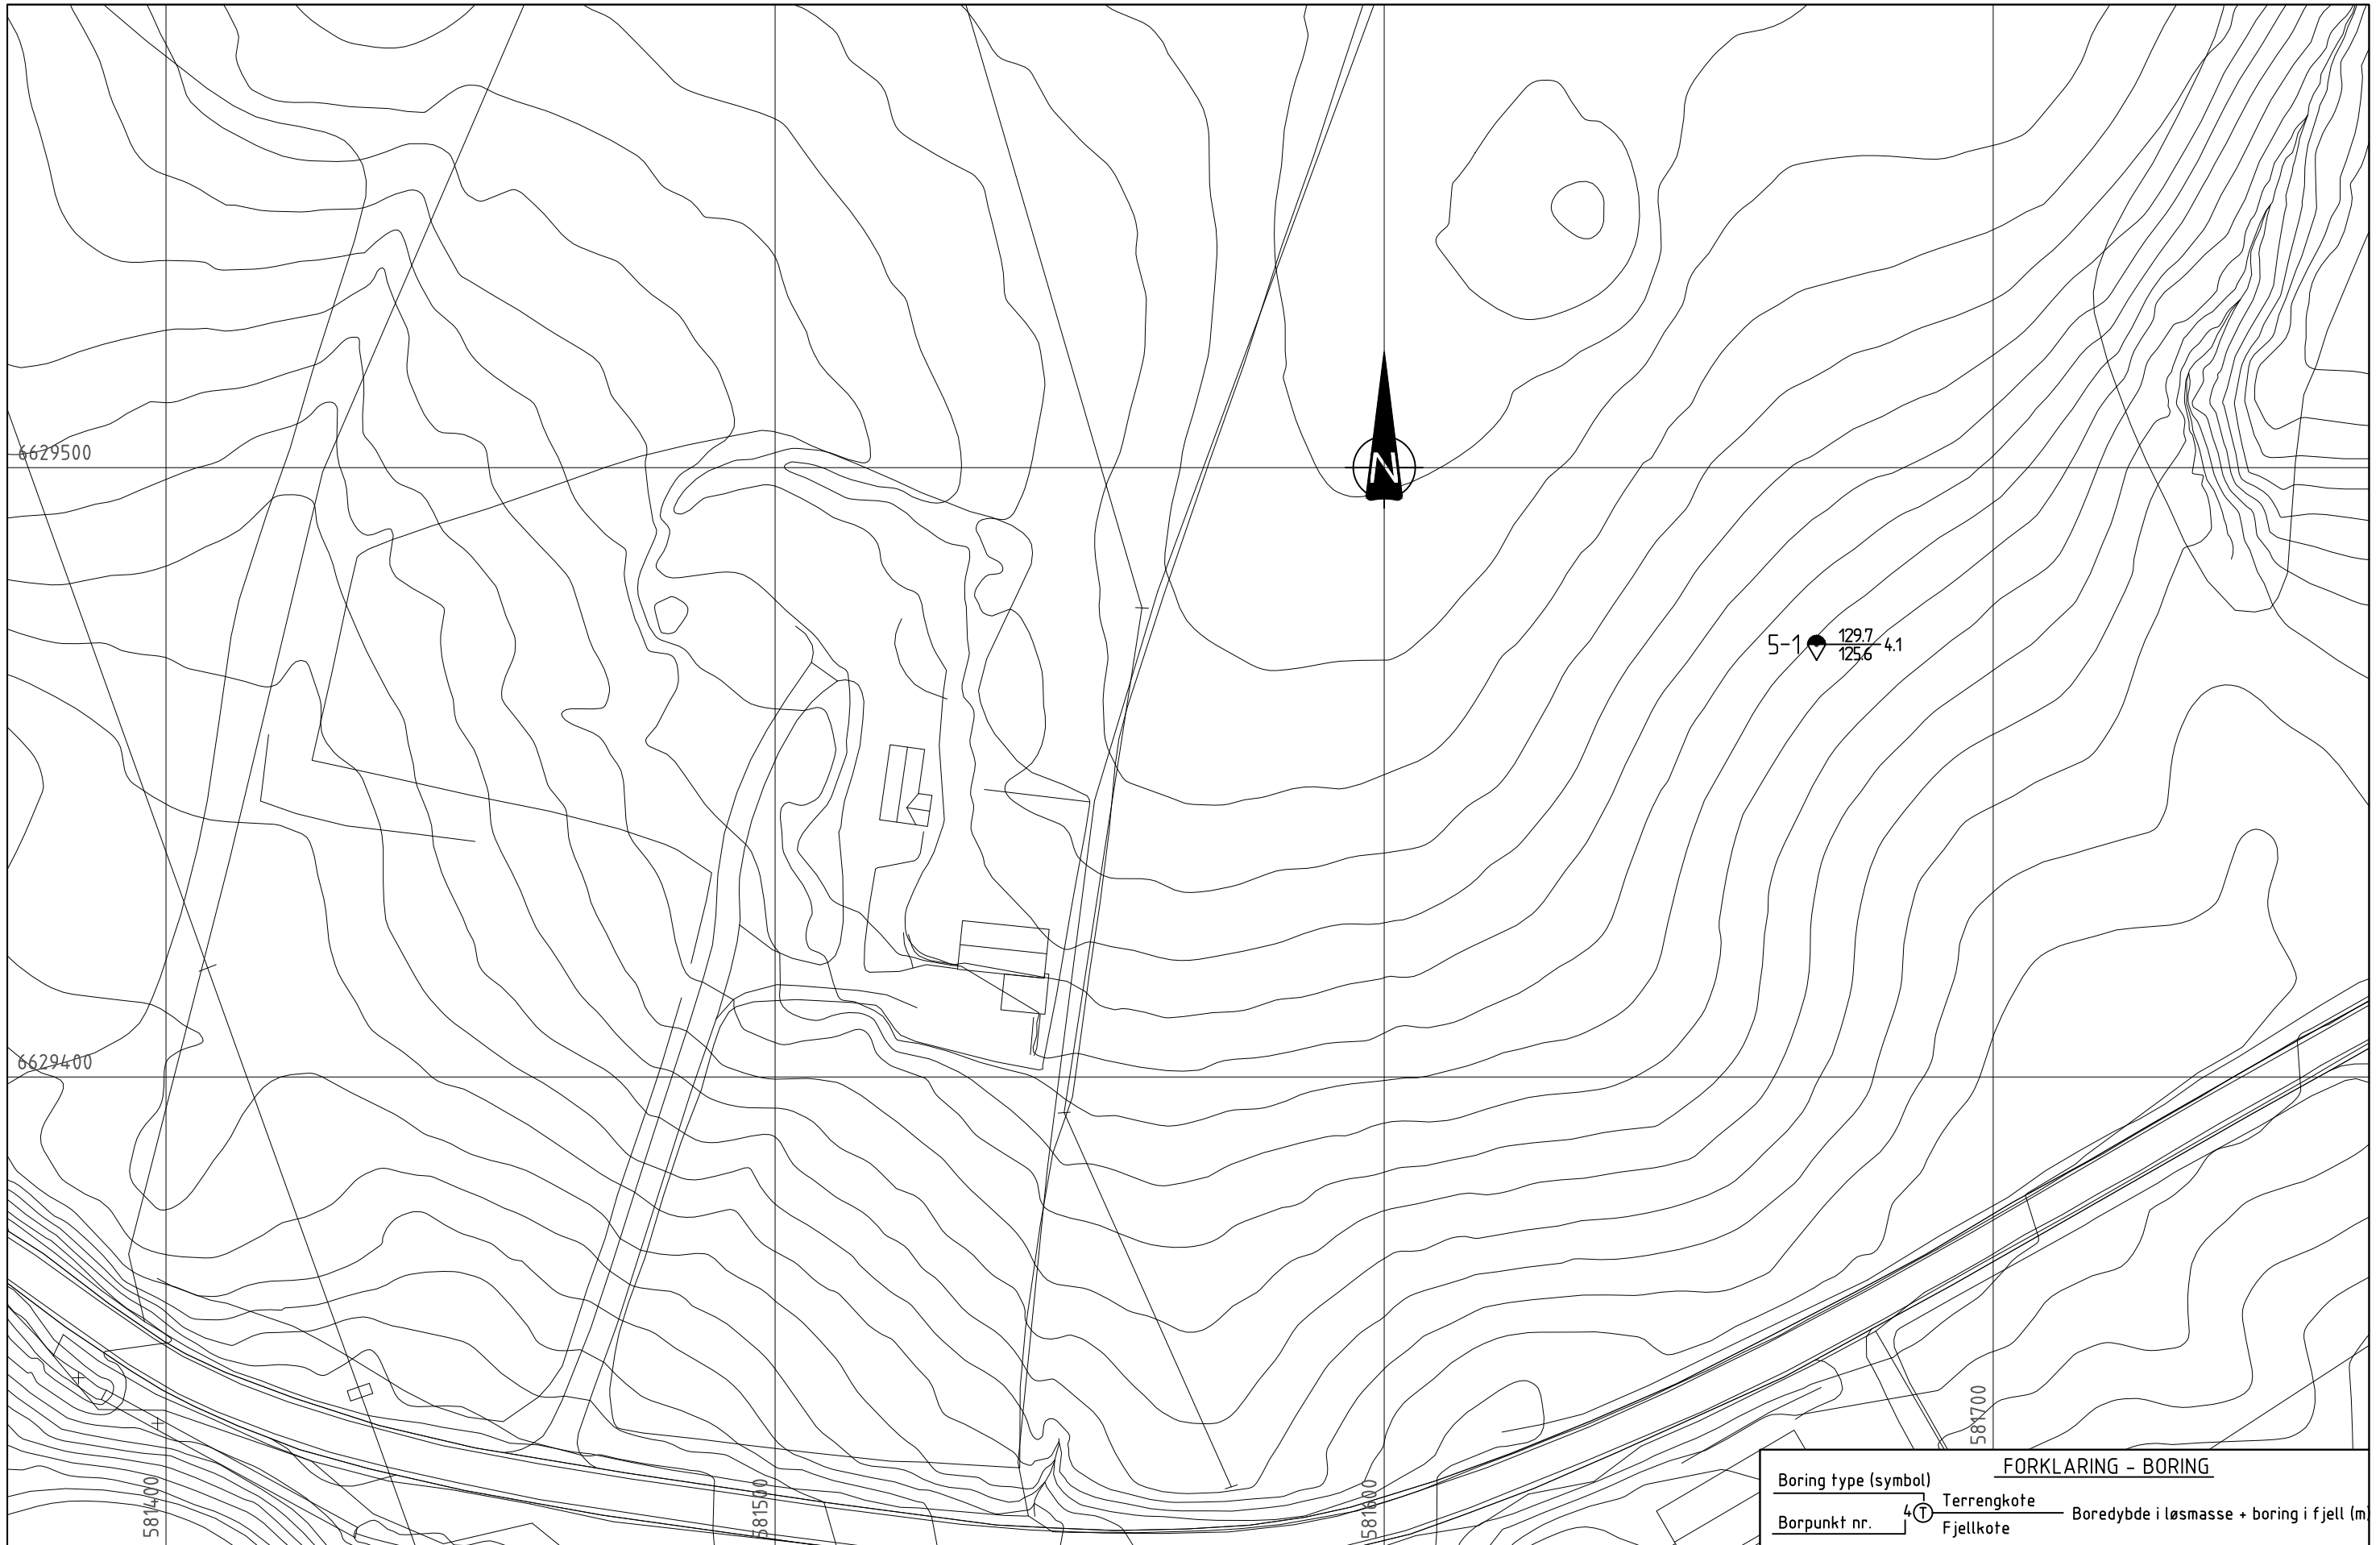 6629500
N
5-1 129.7 4.1
125.6
6629400
581400
581500
581600
581700
FORKLARING - BORING
Boring type (symbol)
Terrengkote
4 T Boredybde i løsmasse + boring i fjell (m)
Borpunkt nr.
Fjellkote